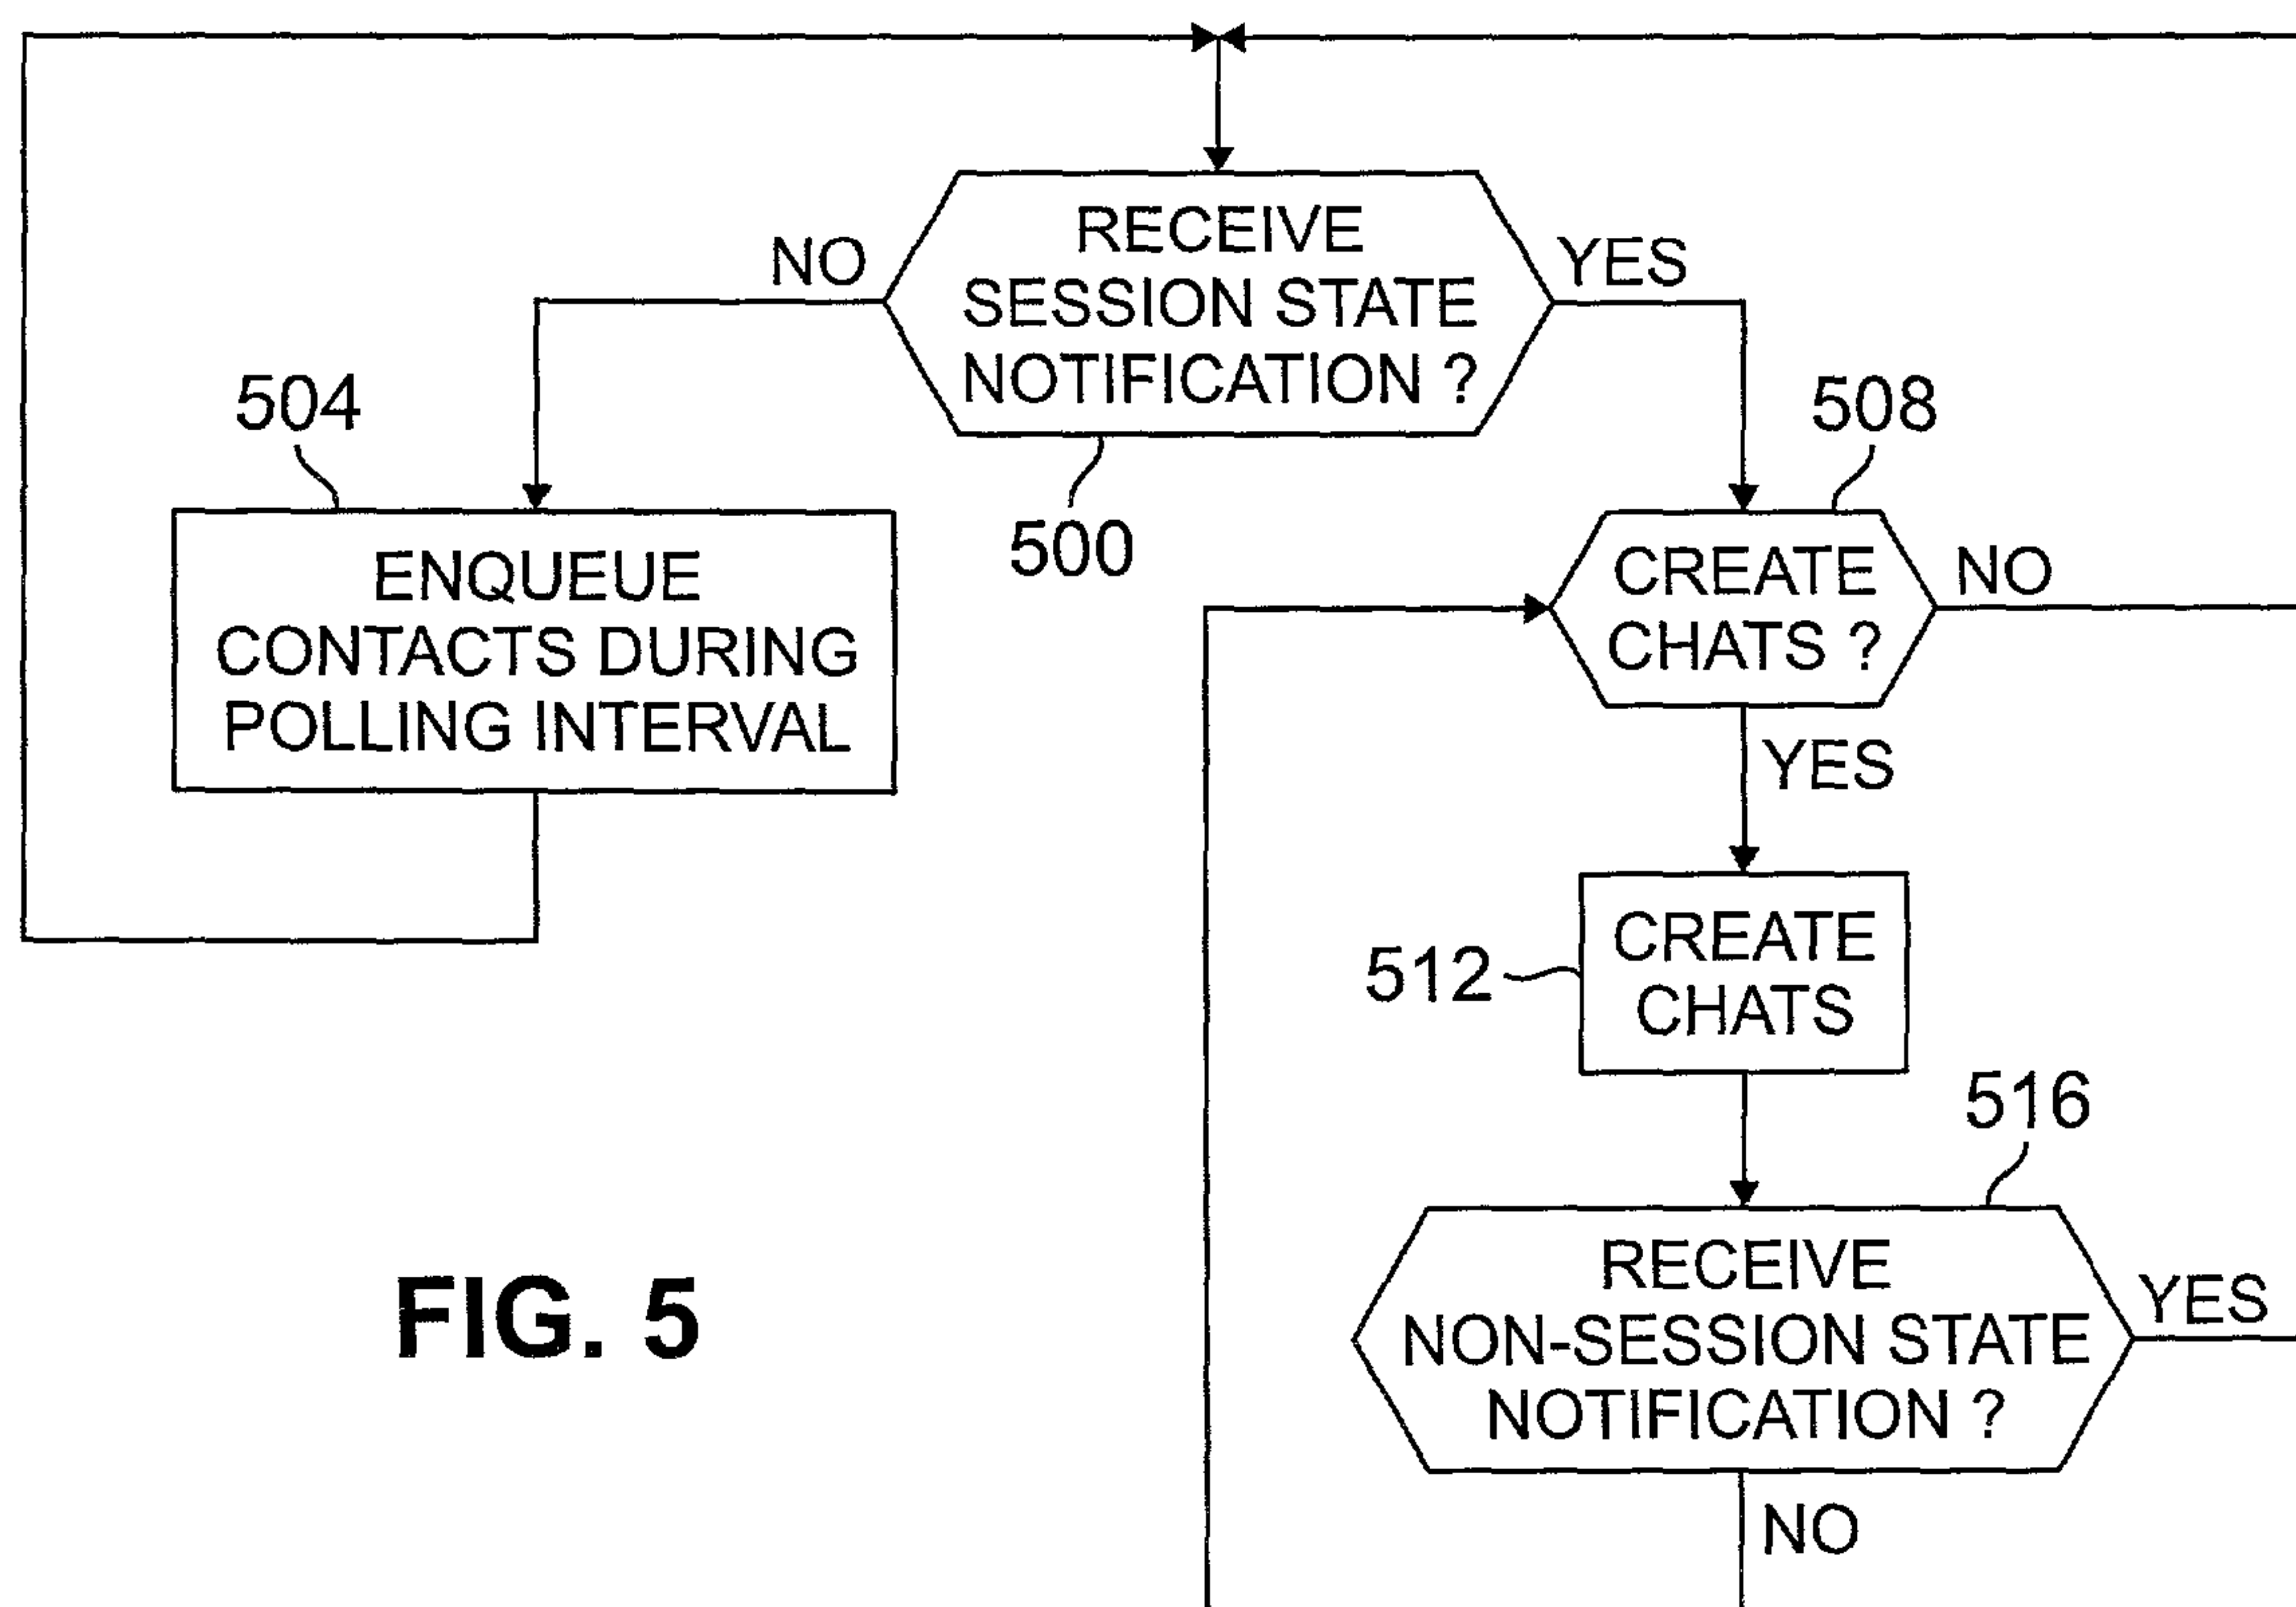 NO
RECEIVE
SESSION STATE
NOTIFICATION ?
YES
504
500
508
ENQUEUE
CONTACTS DURING
POLLING INTERVAL
CREATE
CHATS ?
NO
YES
512
CREATE
CHATS
516
RECEIVE
NON-SESSION STATE
NOTIFICATION ?
YES
NO
FIG. 5